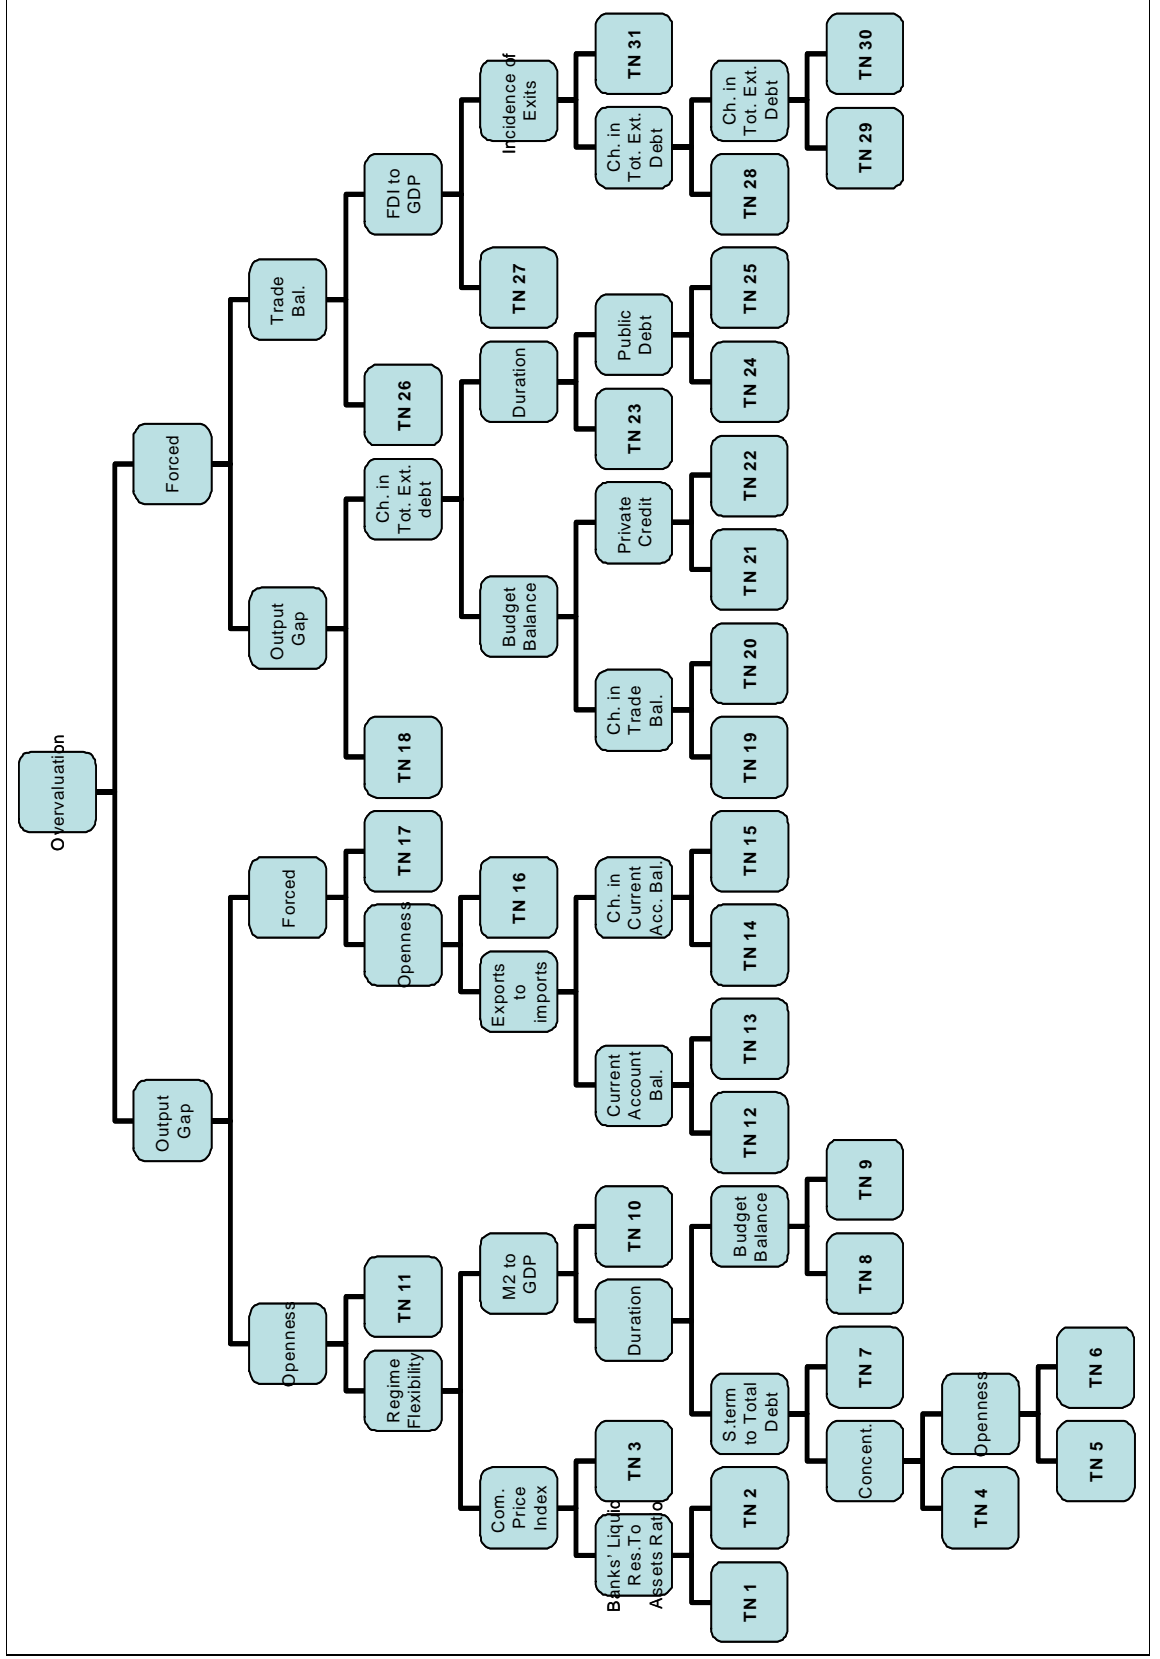 Overvaluation
Output
Gap
Forced
Openness
Forced
Output
Gap
Trade
Bal.
Regime
Flexibility
TN 11
Openness
TN 17
TN 18
Ch. in
Tot. Ext.
debt
TN 26
FDI to
GDP
Com.
Price
Index
M2 to
GDP
Exports
to
imports
TN 16
Budget
Balance
Duration
TN 27
Incidence of
Exits
Banks' Liquid
Res.To
Assets Ratio
TN 3
Duration
TN 10
Current
Account
Bal.
Ch. in
Current
Acc. Bal.
Ch. in
Trade
Bal.
Private
Credit
TN 23
Public
Debt
Ch. in
Tot. Ext.
Debt
TN 31
TN 1
TN 2
S.term
to Total
Debt
Budget
Balance
TN 12
TN 13
TN 14
TN 15
TN 19
TN 20
TN 21
TN 22
TN 24
TN 25
TN 28
Ch. in
Tot. Ext.
Debt
Concent.
TN 7
TN 8
TN 9
TN 29
TN 30
TN 4
Openness
TN 5
TN 6